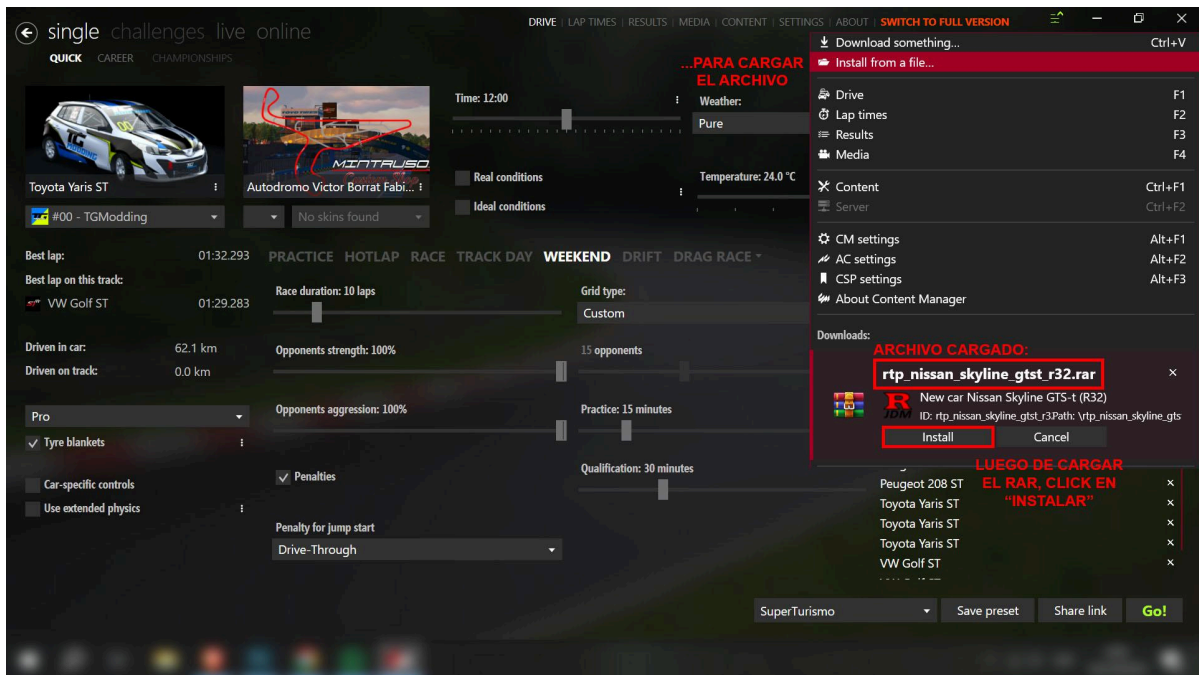 single challenges live online
DRIVE | LAP TIMES | RESULTS | MEDIA | CONTENT | SETTINGS | ABOUT | SWITCH TO FULL VERSION
QUICK CAREER CHAMPIONSHIPS
Download something... Ctrl+V
Install from a file...
...PARA CARGAR
EL ARCHIVO
Drive F1
Lap times F2
Results F3
Media F4
Content Ctrl+F1
Server Ctrl+F2
CM settings Alt+F1
AC settings Alt+F2
CSP settings Alt+F3
About Content Manager
TG
MINTRUSO
Toyota Yaris ST
Autodromo Victor Borrat Fabi...
#00 - TGModding
No skins found
Time: 12:00
Weather:
Pure
Real conditions
Ideal conditions
Temperature: 24.0 °C
Best lap: 01:32.293
Best lap on this track:
VW Golf ST 01:29.283
Driven in car: 62.1 km
Driven on track: 0.0 km
Pro
Tyre blankets
Car-specific controls
Use extended physics
PRACTICE HOTLAP RACE TRACK DAY WEEKEND DRIFT DRAG RACE
Race duration: 10 laps
Grid type:
Custom
Opponents strength: 100%
15 opponents
Opponents aggression: 100%
Practice: 15 minutes
Penalties
Qualification: 30 minutes
Penalty for jump start
Drive-Through
Downloads:
ARCHIVO CARGADO:
rtp_nissan_skyline_gtst_r32.rar
R
JDM
New car Nissan Skyline GTS-t (R32)
ID: rtp_nissan_skyline_gtst_r3Path: \rtp_nissan_skyline_gts
Install Cancel
LUEGO DE CARGAR
EL RAR, CLICK EN
“INSTALAR”
Peugeot 208 ST
Toyota Yaris ST
Toyota Yaris ST
Toyota Yaris ST
VW Golf ST
SuperTurismo
Save preset
Share link
Go!